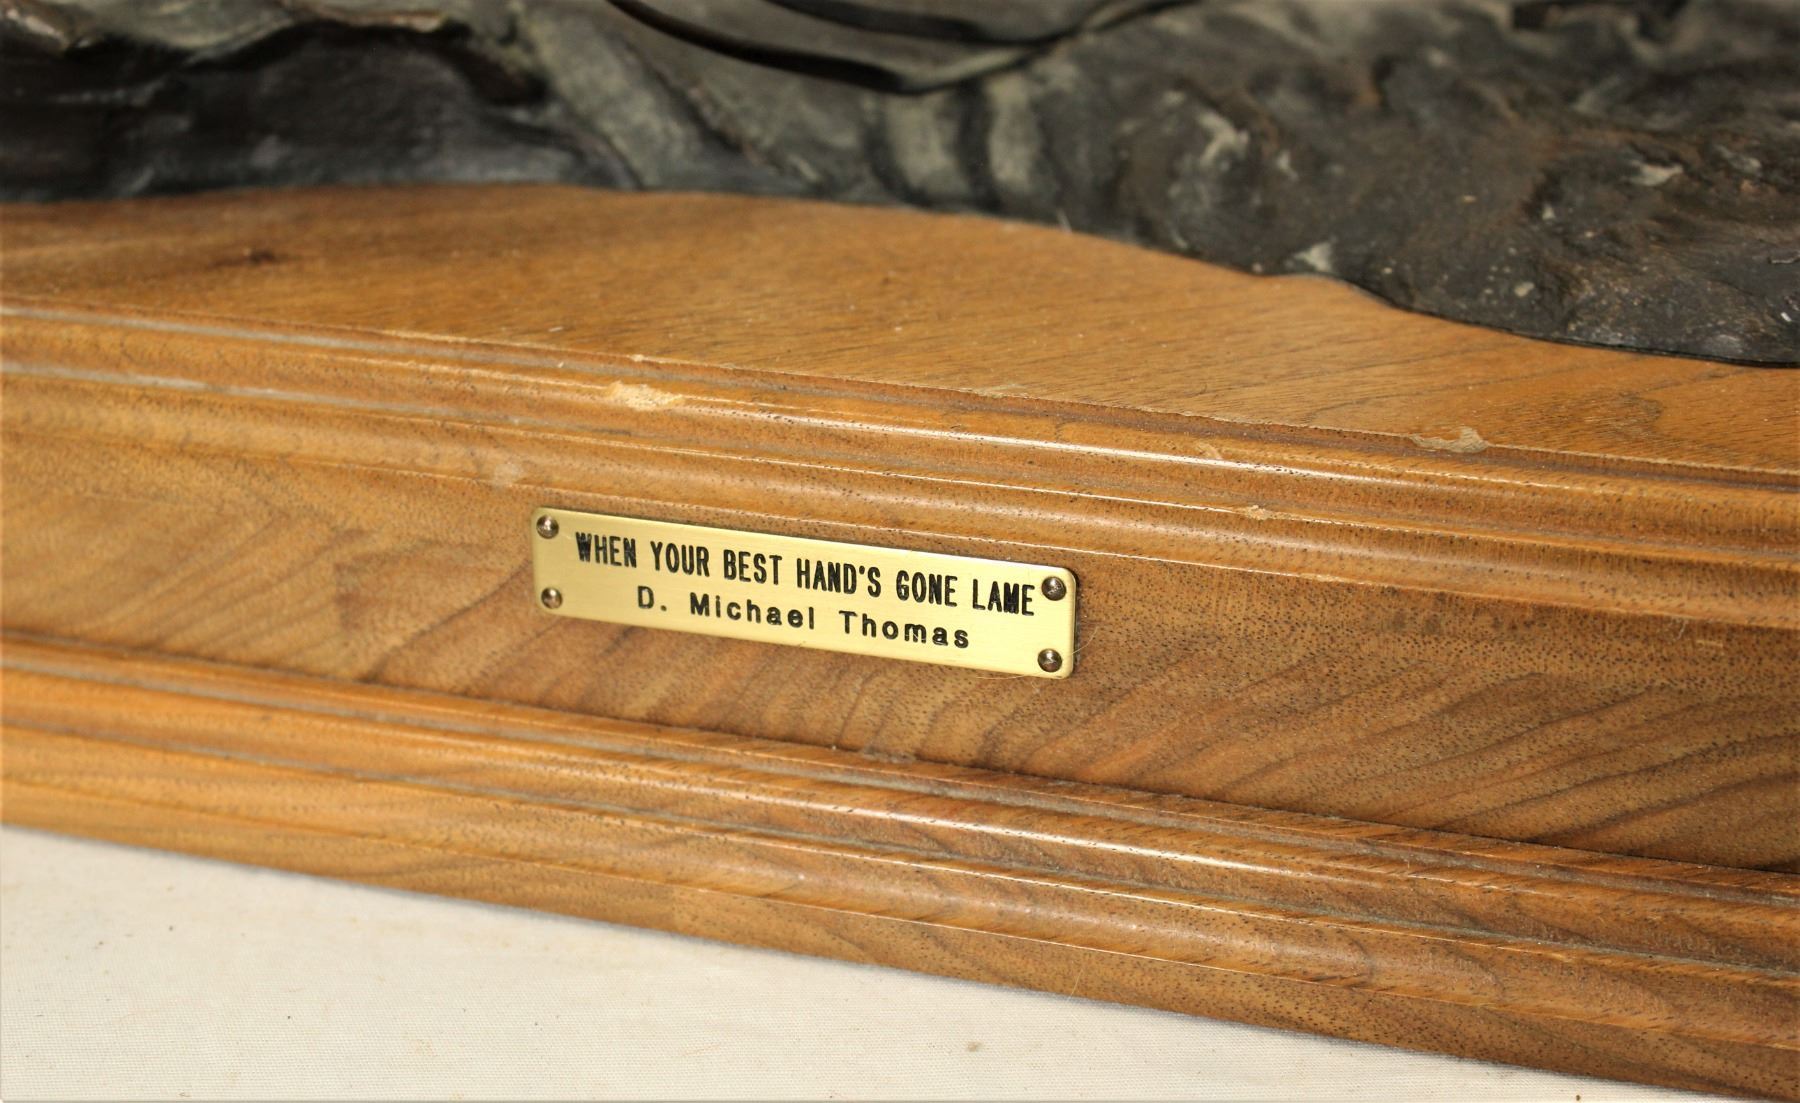 WHEN YOUR BEST HAND'S GONE LAME
D. Michael Thomas